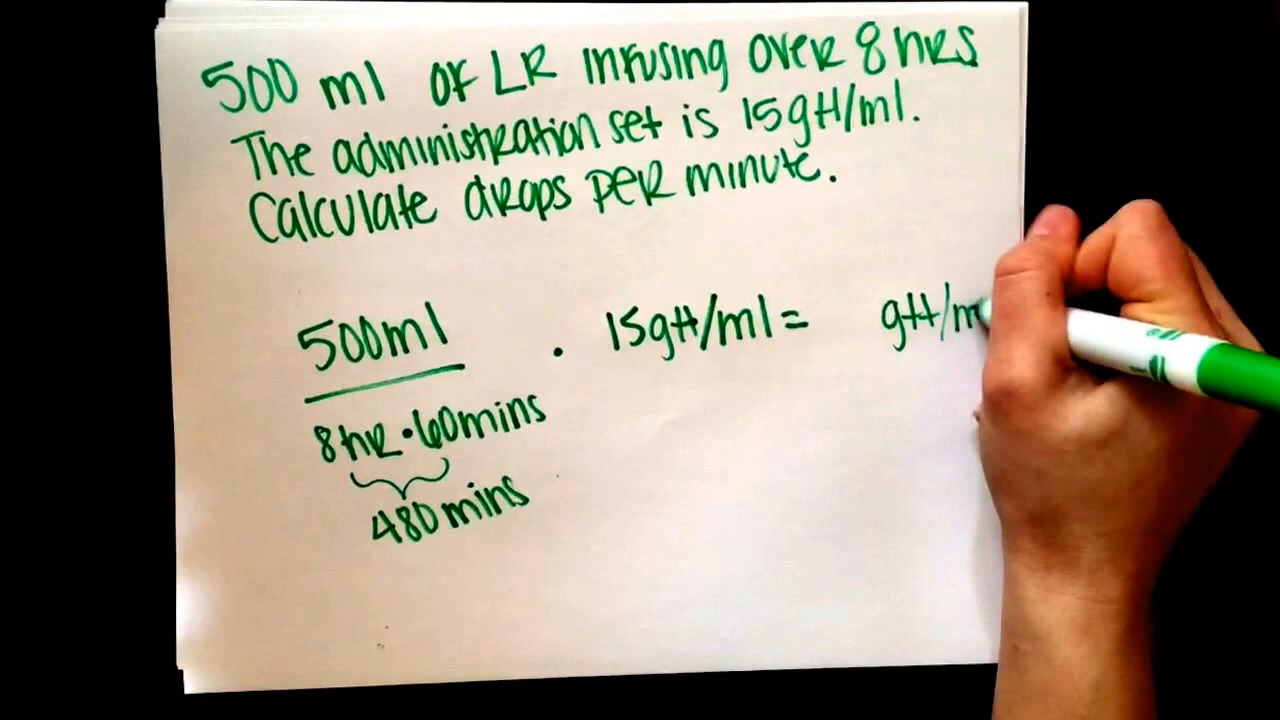 500 ml of LR infusing over 8 hrs
The administration set is 15gtt/ml.
Calculate drops per minute.
500ml
. 15gtt/ml = gtt/m
8hr · 60mins
480mins